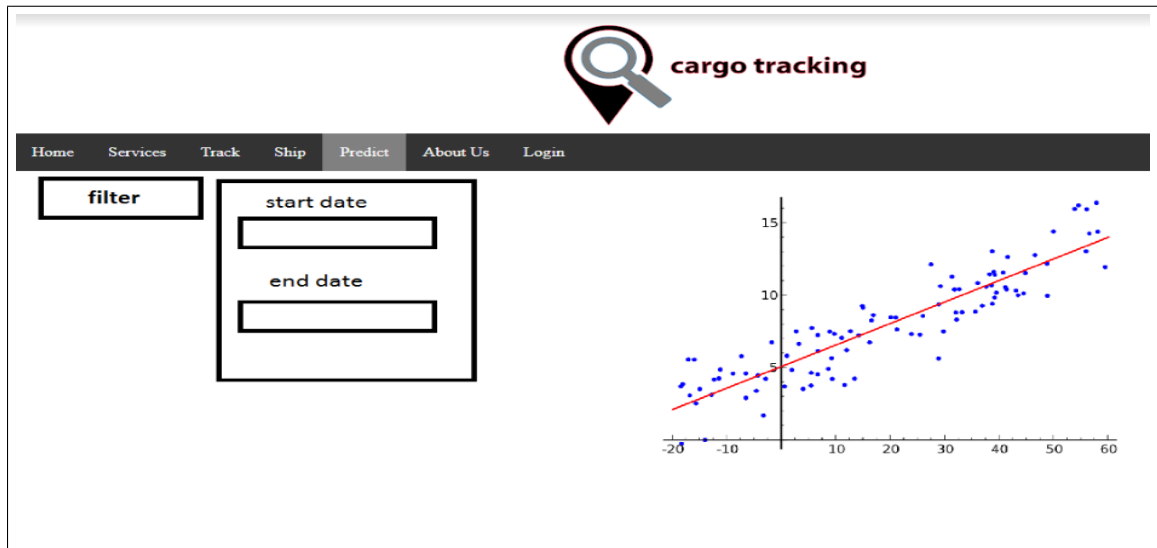 cargo tracking
Home Services Track Ship Predict About Us Login
filter
start date
end date
15
10
5
-20 -10 10 20 30 40 50 60